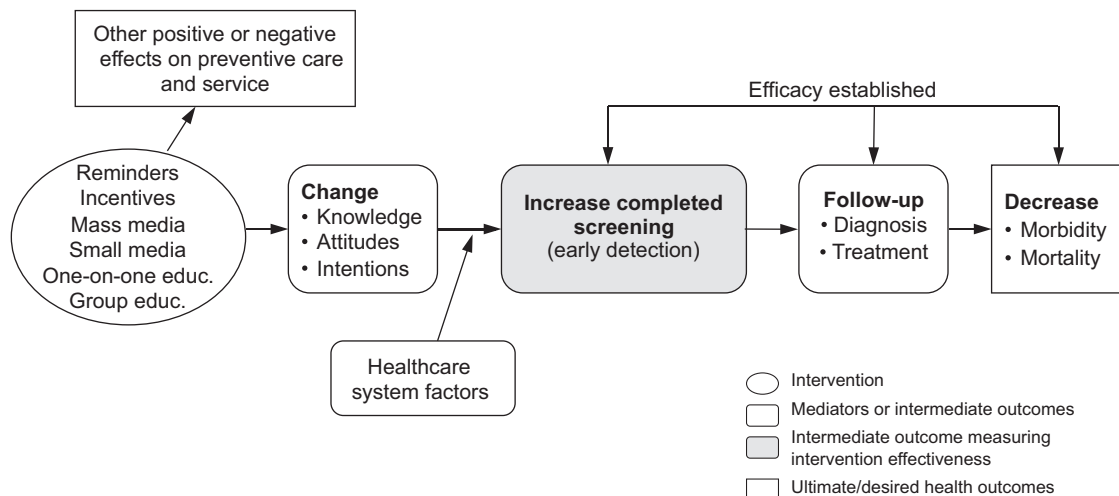 Other positive or negative
effects on preventive care
and service
Efficacy established
Reminders
Incentives
Mass media
Small media
One-on-one educ.
Group educ.
Change
• Knowledge
• Attitudes
• Intentions
Increase completed
screening
(early detection)
Follow-up
• Diagnosis
• Treatment
Decrease
• Morbidity
• Mortality
Healthcare
system factors
Intervention
Mediators or intermediate outcomes
Intermediate outcome measuring
intervention effectiveness
Ultimate/desired health outcomes